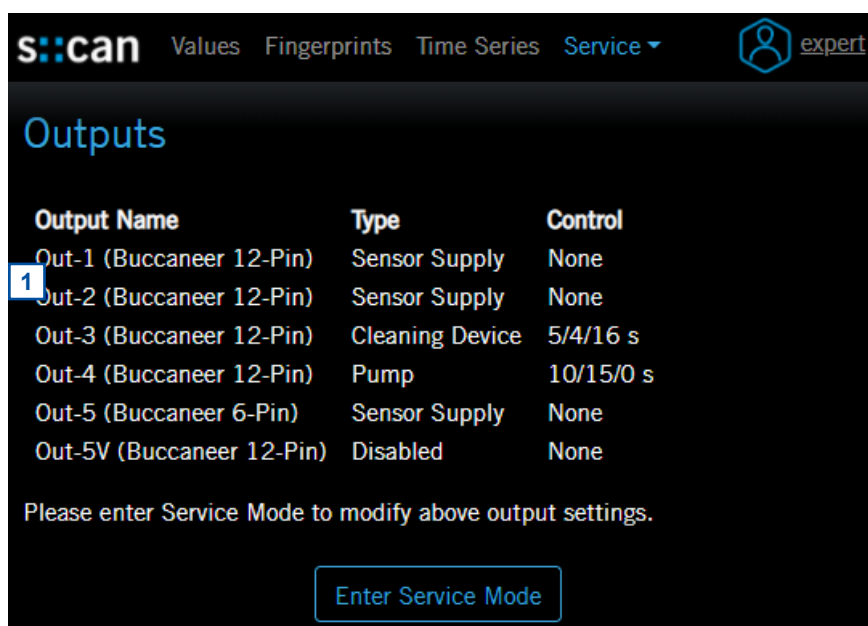 s::can Values Fingerprints Time Series Service expert
Outputs
Output Name Type Control
Out-1 (Buccaneer 12-Pin) Sensor Supply None
1
Out-2 (Buccaneer 12-Pin) Sensor Supply None
Out-3 (Buccaneer 12-Pin) Cleaning Device 5/4/16 s
Out-4 (Buccaneer 12-Pin) Pump 10/15/0 s
Out-5 (Buccaneer 6-Pin) Sensor Supply None
Out-5V (Buccaneer 12-Pin) Disabled None
Please enter Service Mode to modify above output settings.
Enter Service Mode